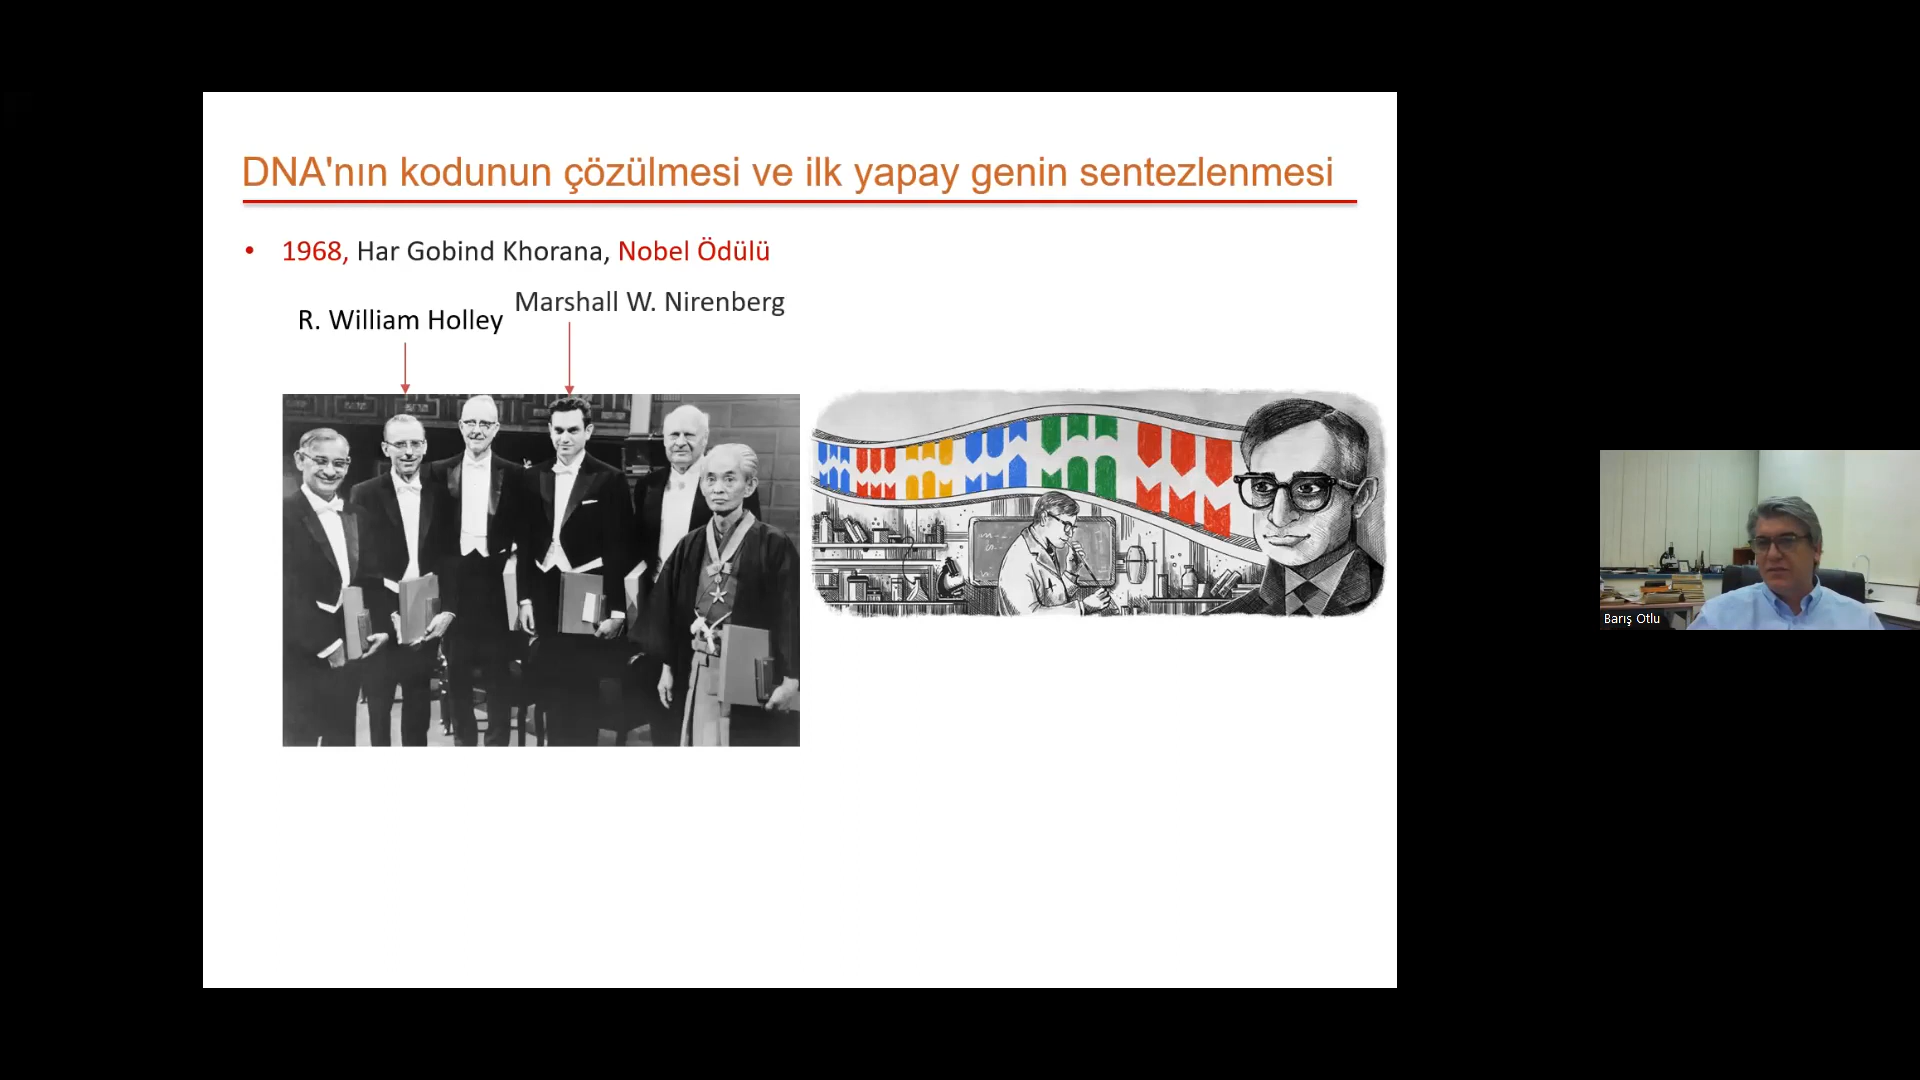 DNA'nın kodunun çözülmesi ve ilk yapay genin sentezlenmesi
• 1968, Har Gobind Khorana, Nobel Ödülü
Marshall W. Nirenberg
R. William Holley
Barış Otlu